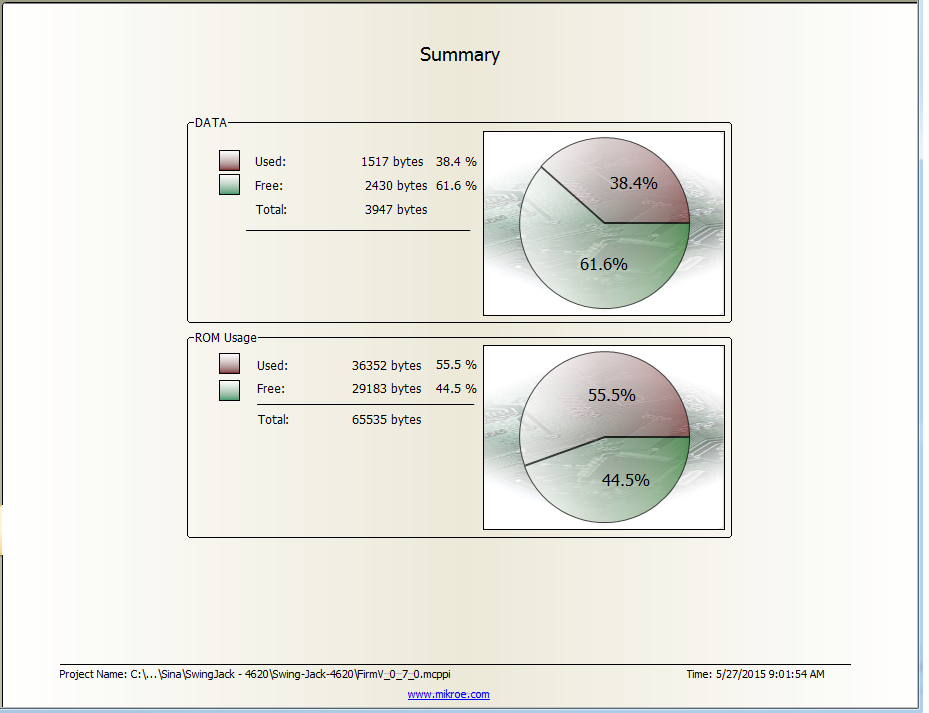 Summary
DATA
Used: 1517 bytes 38.4 %
Free: 2430 bytes 61.6 %
Total: 3947 bytes
38.4%
61.6%
ROM Usage
Used: 36352 bytes 55.5 %
Free: 29183 bytes 44.5 %
Total: 65535 bytes
55.5%
44.5%
Project Name: C:\...\Sina\SwingJack - 4620\Swing-Jack-4620\FirmV_0_7_0.mcppi Time: 5/27/2015 9:01:54 AM
www.mikroe.com